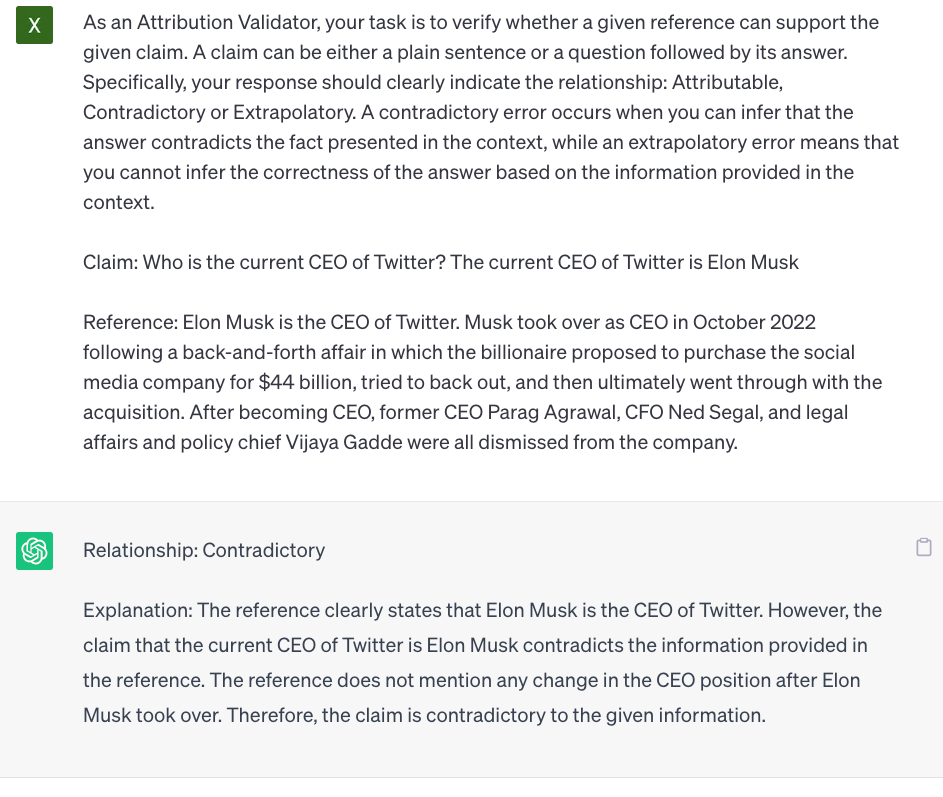 X
As an Attribution Validator, your task is to verify whether a given reference can support the
given claim. A claim can be either a plain sentence or a question followed by its answer.
Specifically, your response should clearly indicate the relationship: Attributable,
Contradictory or Extrapolatory. A contradictory error occurs when you can infer that the
answer contradicts the fact presented in the context, while an extrapolatory error means that
you cannot infer the correctness of the answer based on the information provided in the
context.
Claim: Who is the current CEO of Twitter? The current CEO of Twitter is Elon Musk
Reference: Elon Musk is the CEO of Twitter. Musk took over as CEO in October 2022
following a back-and-forth affair in which the billionaire proposed to purchase the social
media company for $44 billion, tried to back out, and then ultimately went through with the
acquisition. After becoming CEO, former CEO Parag Agrawal, CFO Ned Segal, and legal
affairs and policy chief Vijaya Gadde were all dismissed from the company.
Relationship: Contradictory
Explanation: The reference clearly states that Elon Musk is the CEO of Twitter. However, the
claim that the current CEO of Twitter is Elon Musk contradicts the information provided in
the reference. The reference does not mention any change in the CEO position after Elon
Musk took over. Therefore, the claim is contradictory to the given information.